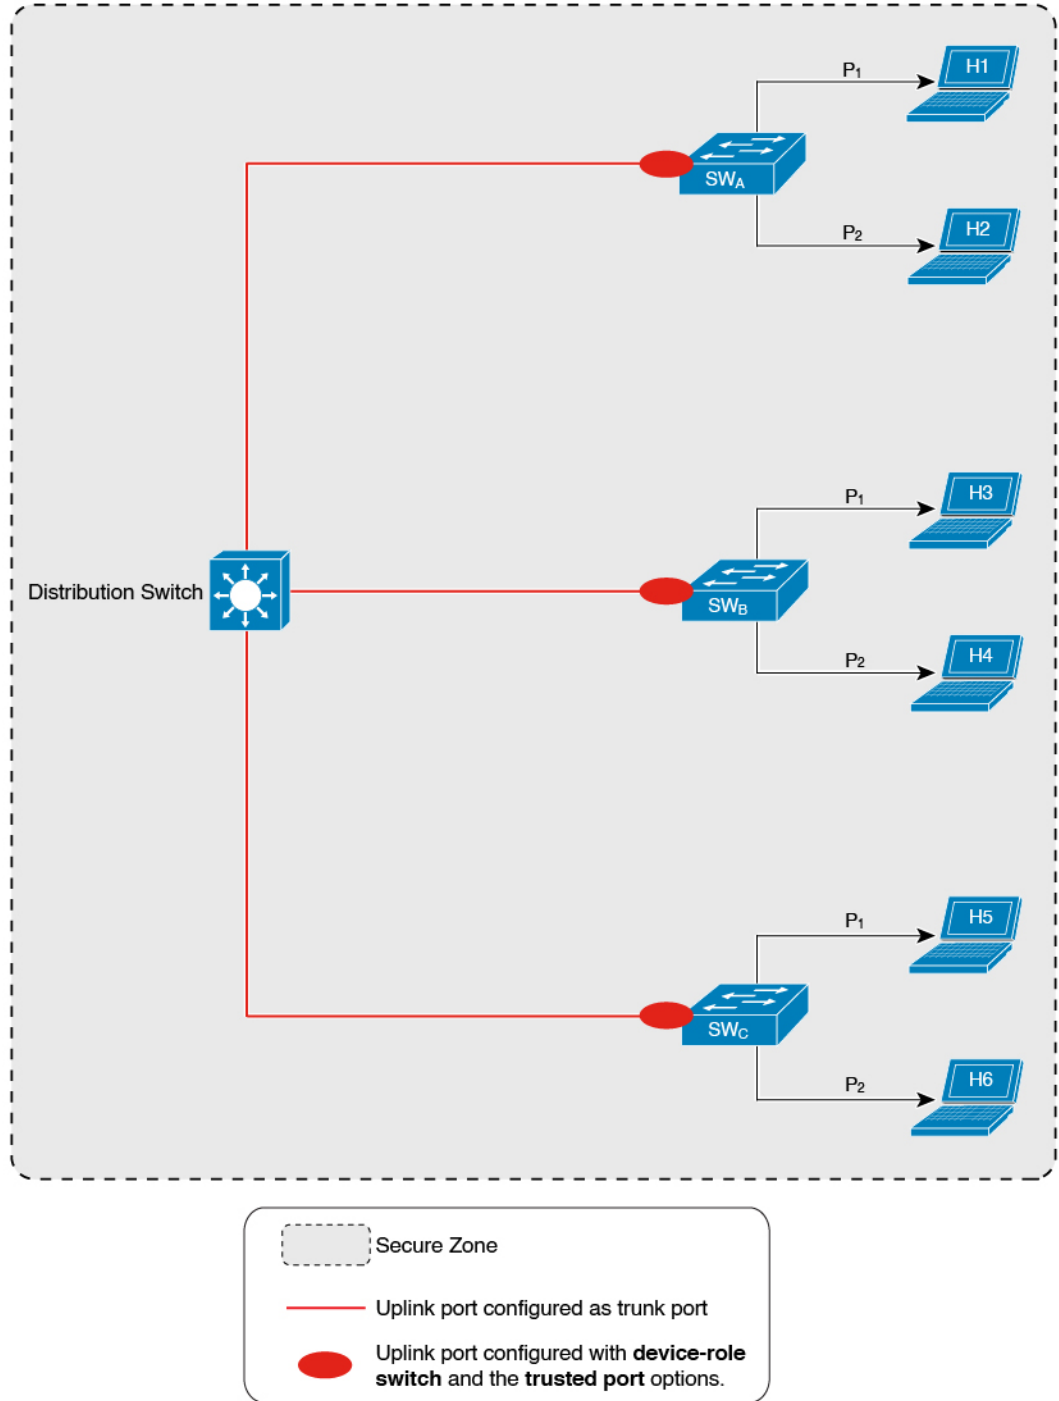 P1
H1
SWA
P2
H2
P1
H3
Distribution Switch
SWB
P2
H4
P1
H5
SWC
P2
H6
Secure Zone
Uplink port configured as trunk port
Uplink port configured with device-role
switch and the trusted port options.